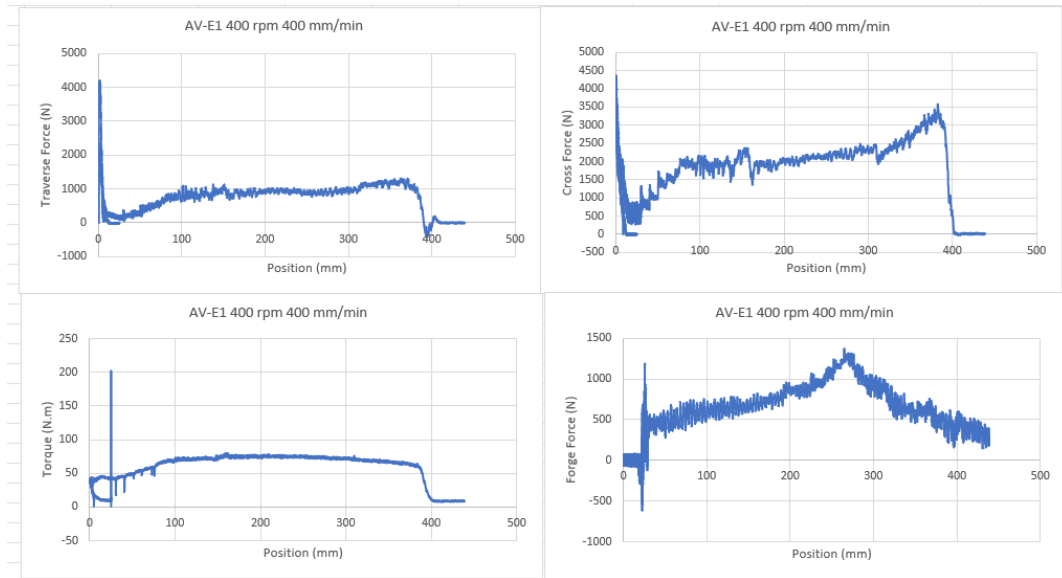 AV-E1 400 rpm 400 mm/min
5000
4000
3000
2000
1000
0
-1000
0 100 200 300 400 500
Traverse Force (N)
Position (mm)
AV-E1 400 rpm 400 mm/min
5000
4500
4000
3500
3000
2500
2000
1500
1000
500
0
-500
0 100 200 300 400 500
Cross Force (N)
Position (mm)
AV-E1 400 rpm 400 mm/min
250
200
150
100
50
0
-50
0 100 200 300 400 500
Torque (N.m)
Position (mm)
AV-E1 400 rpm 400 mm/min
1500
1000
500
0
-500
-1000
0 100 200 300 400 500
Forge Force (N)
Position (mm)